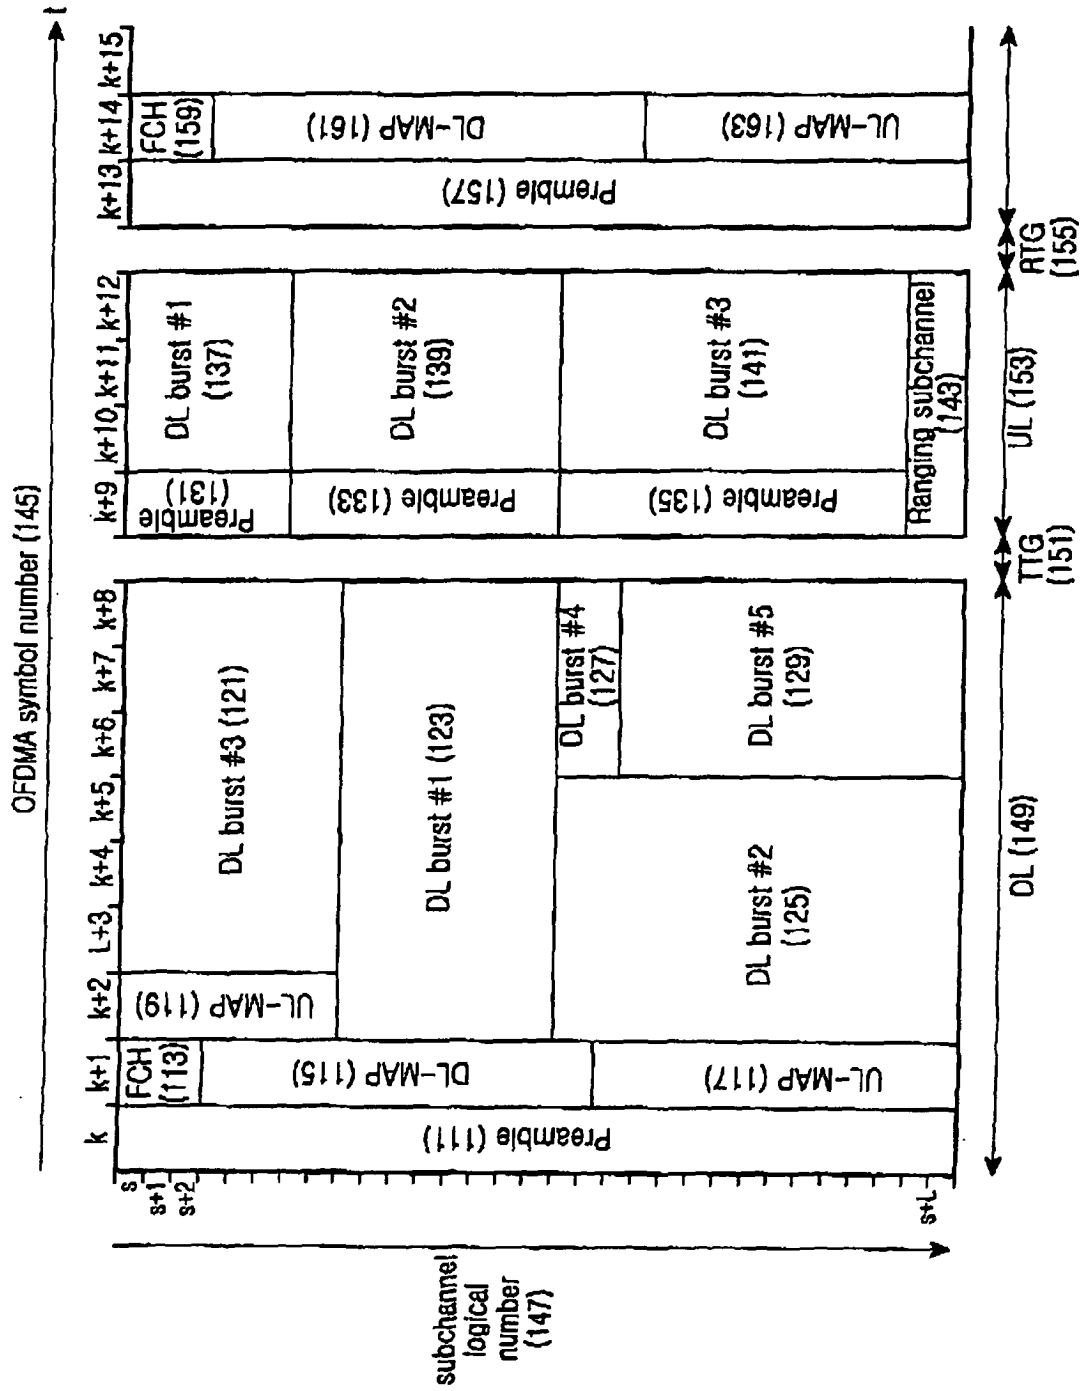 OFDMA symbol number (145)
t
k
k+1
k+2
L+3
k+4
k+5
k+6
k+7
k+8
k+9
k+10
k+11
k+12
k+13
k+14
k+15
subchannel
logical
number
(147)
s
s+1
s+2
s+L
Preamble (111)
FCH
(113)
DL-MAP (115)
UL-MAP (117)
UL-MAP (119)
DL burst #3 (121)
DL burst #1 (123)
DL burst #2
(125)
DL burst #4
(127)
DL burst #5
(129)
Preamble
(131)
Preamble (133)
Preamble (135)
DL burst #1
(137)
DL burst #2
(139)
DL burst #3
(141)
Ranging subchannel
(143)
Premble (157)
FCH
(159)
DL-MAP (161)
UL-MAP (163)
DL (149)
TTG
(151)
UL (153)
RTG
(155)